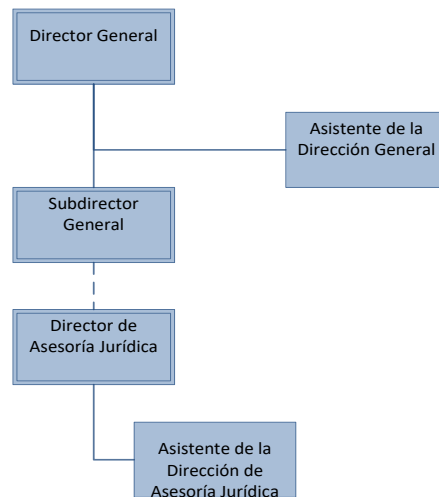 Director General
Asistente de la
Dirección General
Subdirector
General
Director de
Asesoría Jurídica
Asistente de la
Dirección de
Asesoría Jurídica